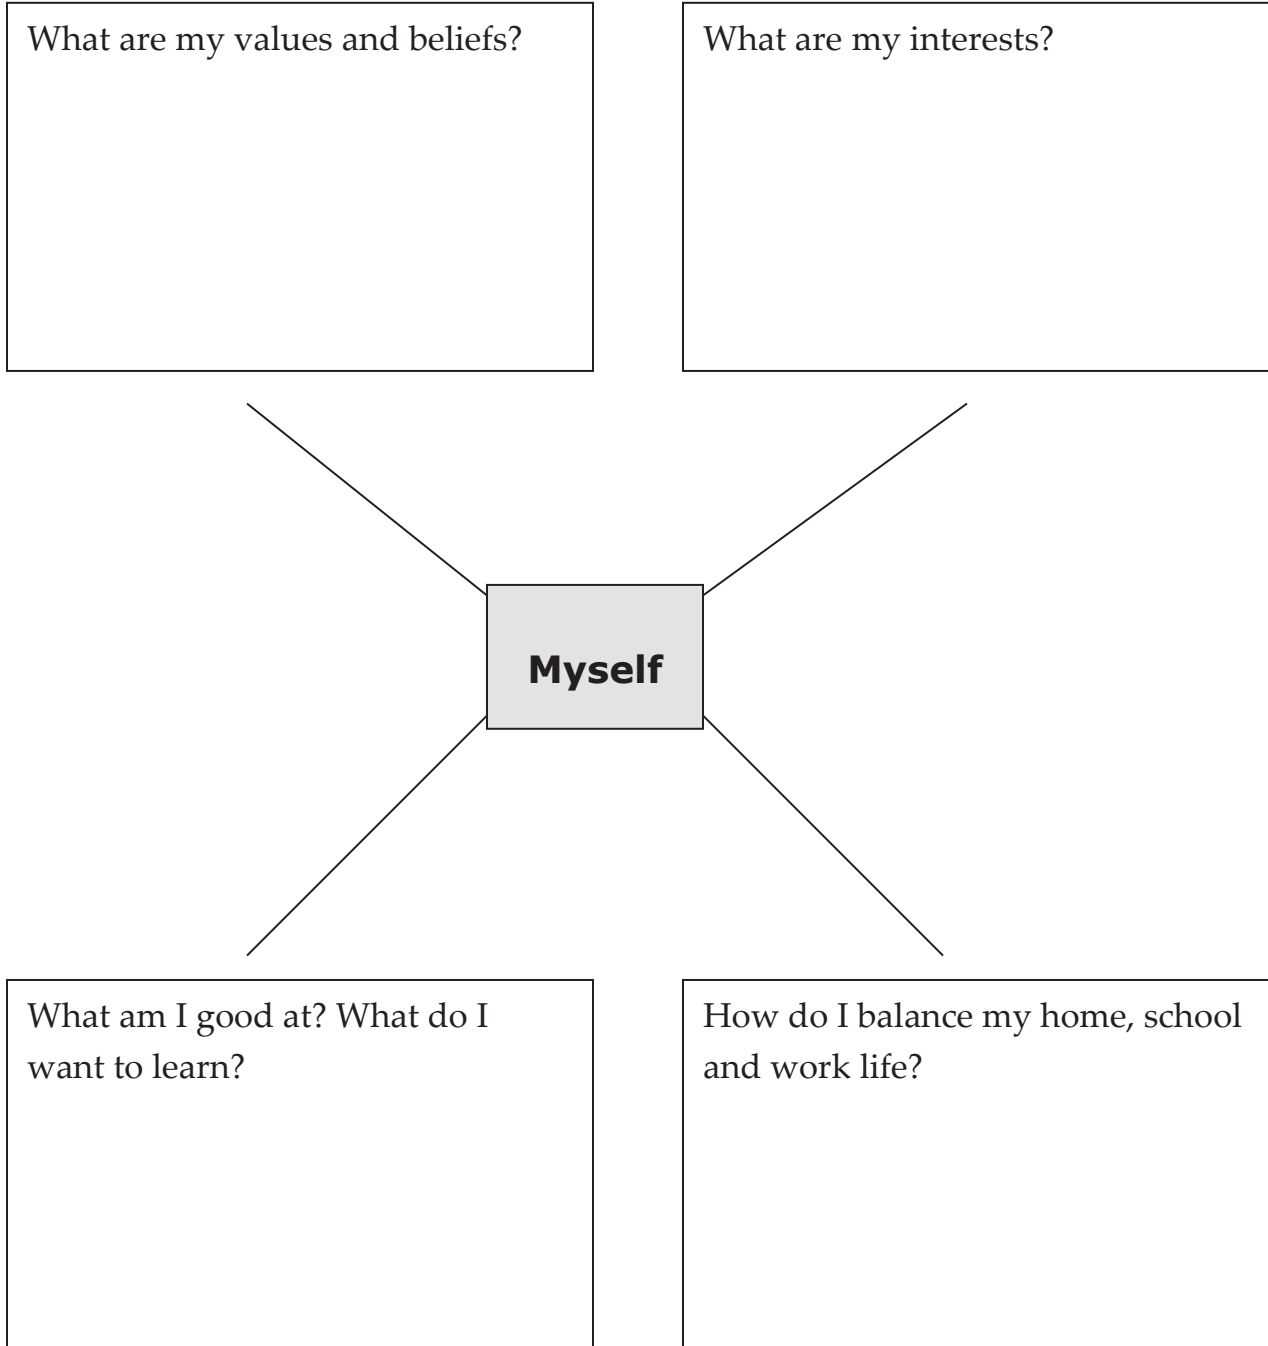 What are my values and beliefs?
What are my interests?
Myself
What am I good at? What do I
want to learn?
How do I balance my home, school
and work life?